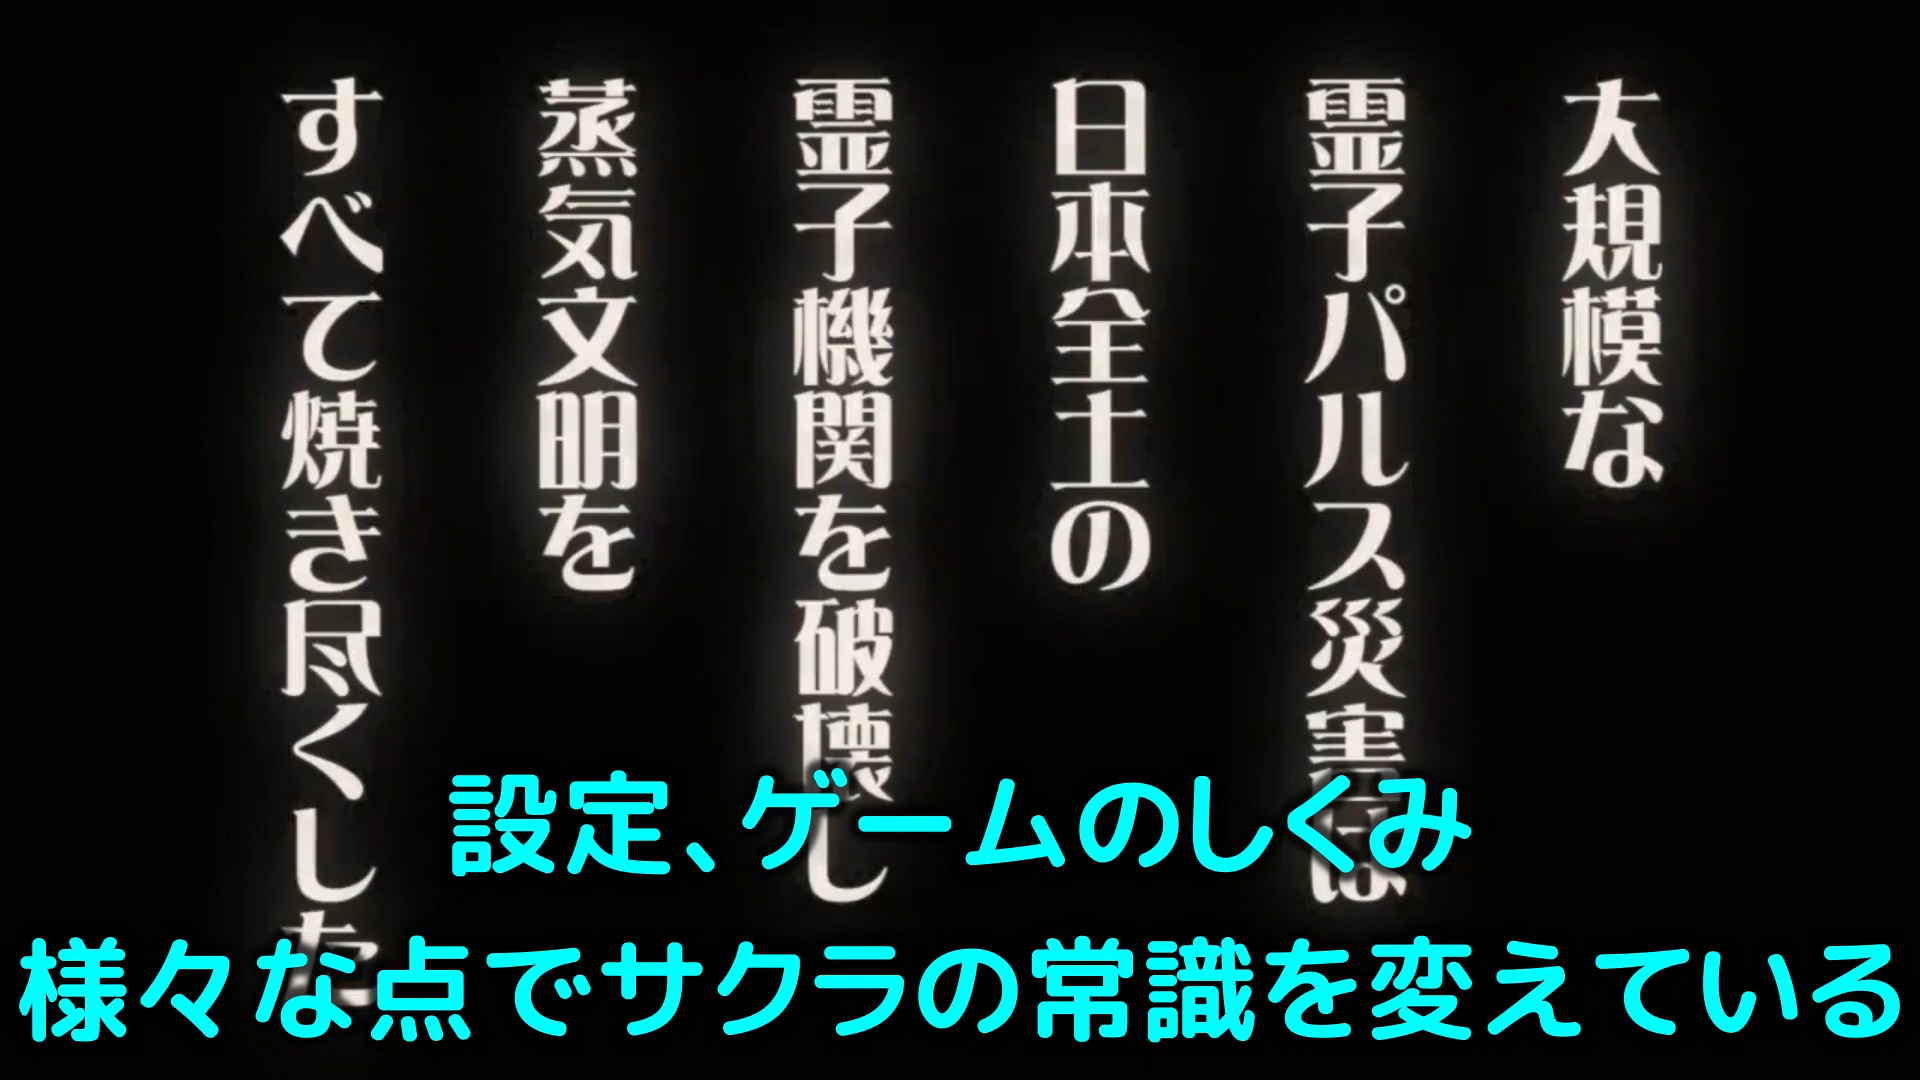 大規模な
霊子パルス災害は
日本全土の
霊子機関を破壊し
蒸気文明を
すべて焼き尽くした
設定、ゲームのしくみ
様々な点でサクラの常識を変えている